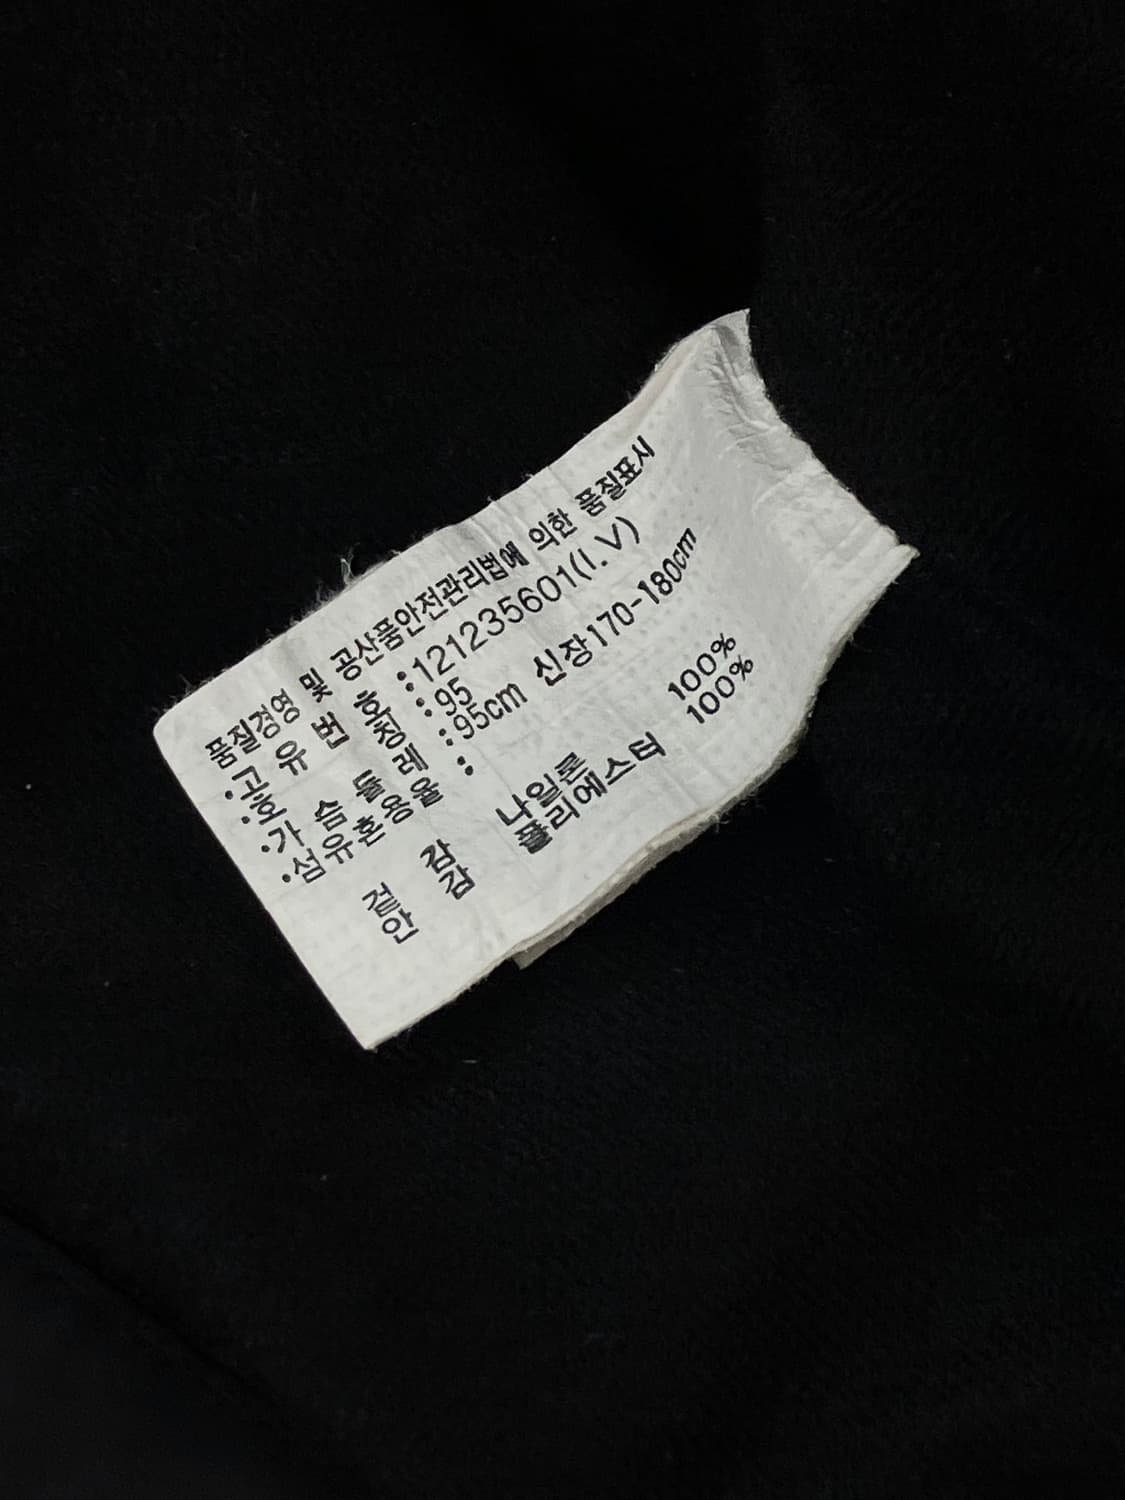 품질경영 및 공산품안전관리법에 의한 품질표시
·고유번호 :121235601(I.V)
·호칭 :95
·가슴둘레 :95cm 신장170-180cm
·섬유혼용율 :
겉감 나일론 100%
안감 폴리에스터 100%